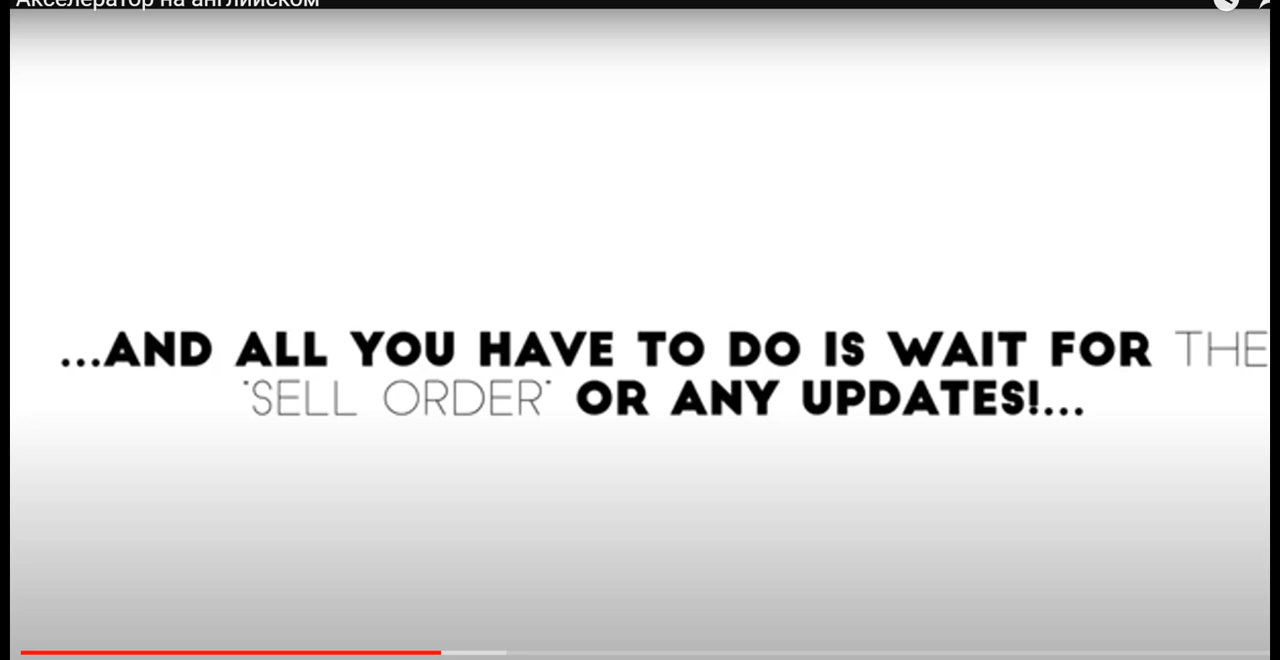 Акселератор на английском
...AND ALL YOU HAVE TO DO IS WAIT FOR THE
"SELL ORDER" OR ANY UPDATES!...